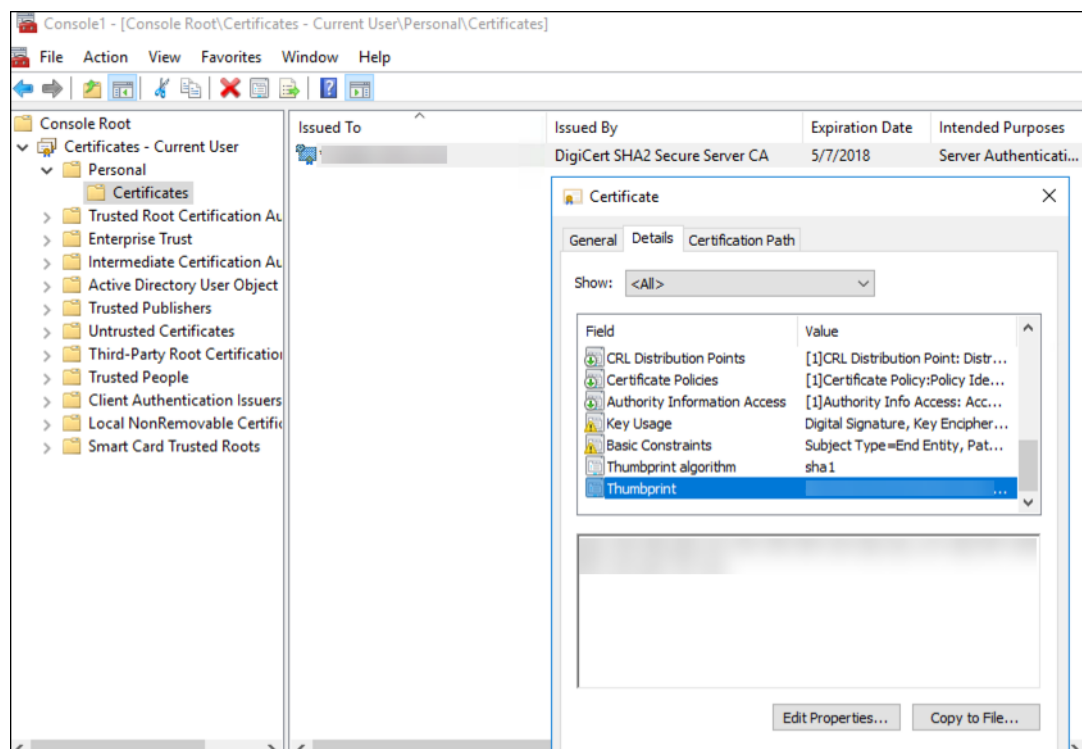 Console1 - [Console Root\Certificates - Current User\Personal\Certificates]
File Action View Favorites Window Help
Console Root
Certificates - Current User
Personal
Certificates
Trusted Root Certification Au
Enterprise Trust
Intermediate Certification Au
Active Directory User Object
Trusted Publishers
Untrusted Certificates
Third-Party Root Certification
Trusted People
Client Authentication Issuers
Local NonRemovable Certific
Smart Card Trusted Roots
Issued To Issued By Expiration Date Intended Purposes
DigiCert SHA2 Secure Server CA 5/7/2018 Server Authenticati...
Certificate
General Details Certification Path
Show: <All>
Field Value
CRL Distribution Points [1]CRL Distribution Point: Distr...
Certificate Policies [1]Certificate Policy:Policy Ide...
Authority Information Access [1]Authority Info Access: Acc...
Key Usage Digital Signature, Key Encipher...
Basic Constraints Subject Type=End Entity, Pat...
Thumbprint algorithm sha1
Thumbprint ...
Edit Properties... Copy to File...